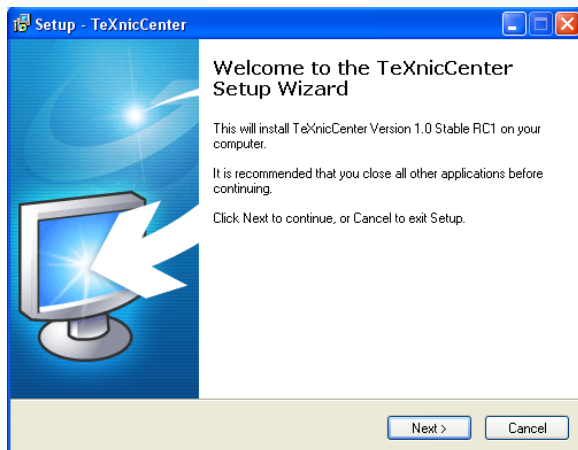 Setup - TeXnicCenter
Welcome to the TeXnicCenter
Setup Wizard
This will install TeXnicCenter Version 1.0 Stable RC1 on your
computer.
It is recommended that you close all other applications before
continuing.
Click Next to continue, or Cancel to exit Setup.
Next >
Cancel